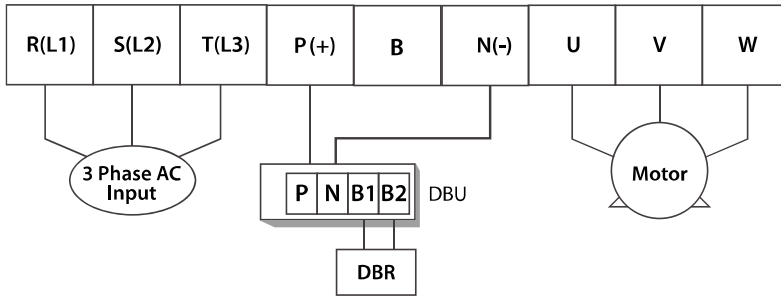 R(L1) S(L2) T(L3) P(+) B N(-) U V W
3 Phase AC
Input
P N B1 B2 DBU
Motor
DBR